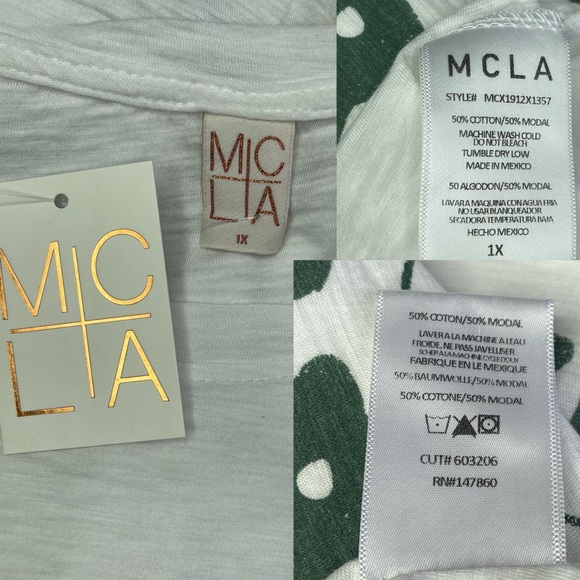 MC
LA
MC
LA
1X
MCLA
STYLE# MCX1912X1357
50% COTTON/50% MODAL
MACHINE WASH COLD
DO NOT BLEACH
TUMBLE DRY LOW
MADE IN MEXICO
50 ALGODON/50% MODAL
LAVAR A MAQUINA CON AGUA FRIA
NO USAR BLANQUEADOR
SECADORA TEMPERATURA BAJA
HECHO MEXICO
1X
50% COTON/50% MODAL
LAVER A LA MACHINE A LEAU
FROIDE, NE PAS JAVELLISER
FABRIQUE EN LE MEXIQUE
50% BAUMWOLLE/50% MODAL
50% COTONE/50% MODAL
CUT# 603206
RN#147860